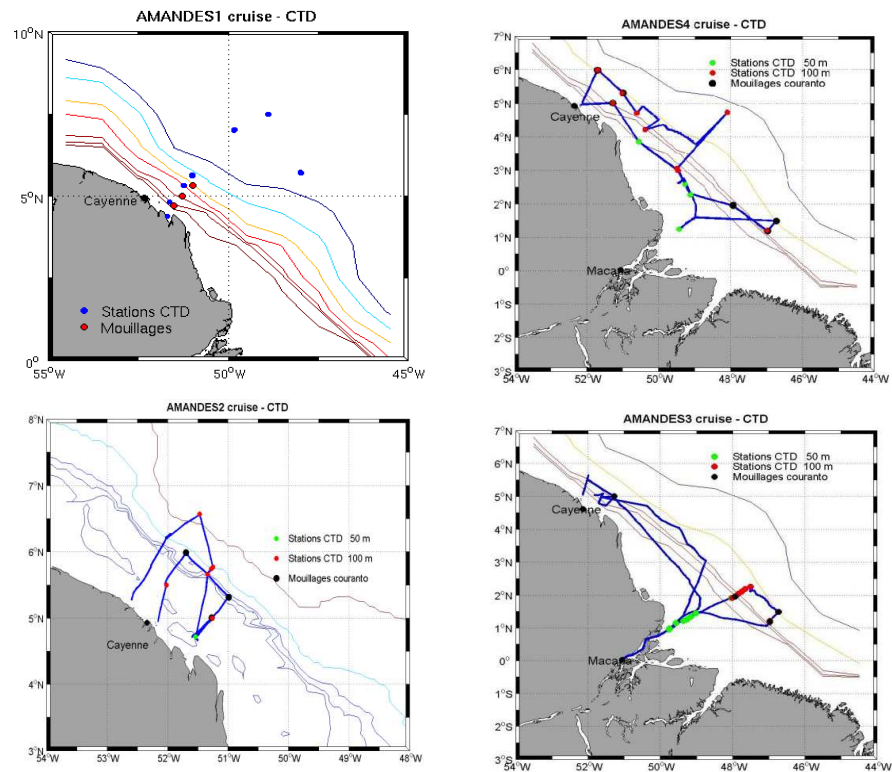 AMANDES1 cruise - CTD
10°N
5°N
0°
Cayenne
Stations CTD
Mouillages
55°W 50°W 45°W
AMANDES4 cruise - CTD
7°N
6°N
5°N
4°N
3°N
2°N
1°N
0°
1°S
2°S
3°S
Stations CTD 50 m
Stations CTD 100 m
Mouillages couranto
Cayenne
Macapa
54°W 52°W 50°W 48°W 46°W 44°W
AMANDES2 cruise - CTD
8°N
7°N
6°N
5°N
4°N
3°N
Stations CTD 50 m
Stations CTD 100 m
Mouillages couranto
Cayenne
54°W 53°W 52°W 51°W 50°W 49°W 48°W
AMANDES3 cruise - CTD
7°N
6°N
5°N
4°N
3°N
2°N
1°N
0°
1°S
2°S
3°S
Stations CTD 50 m
Stations CTD 100 m
Mouillages couranto
Cayenne
Macapa
54°W 52°W 50°W 48°W 46°W 44°W